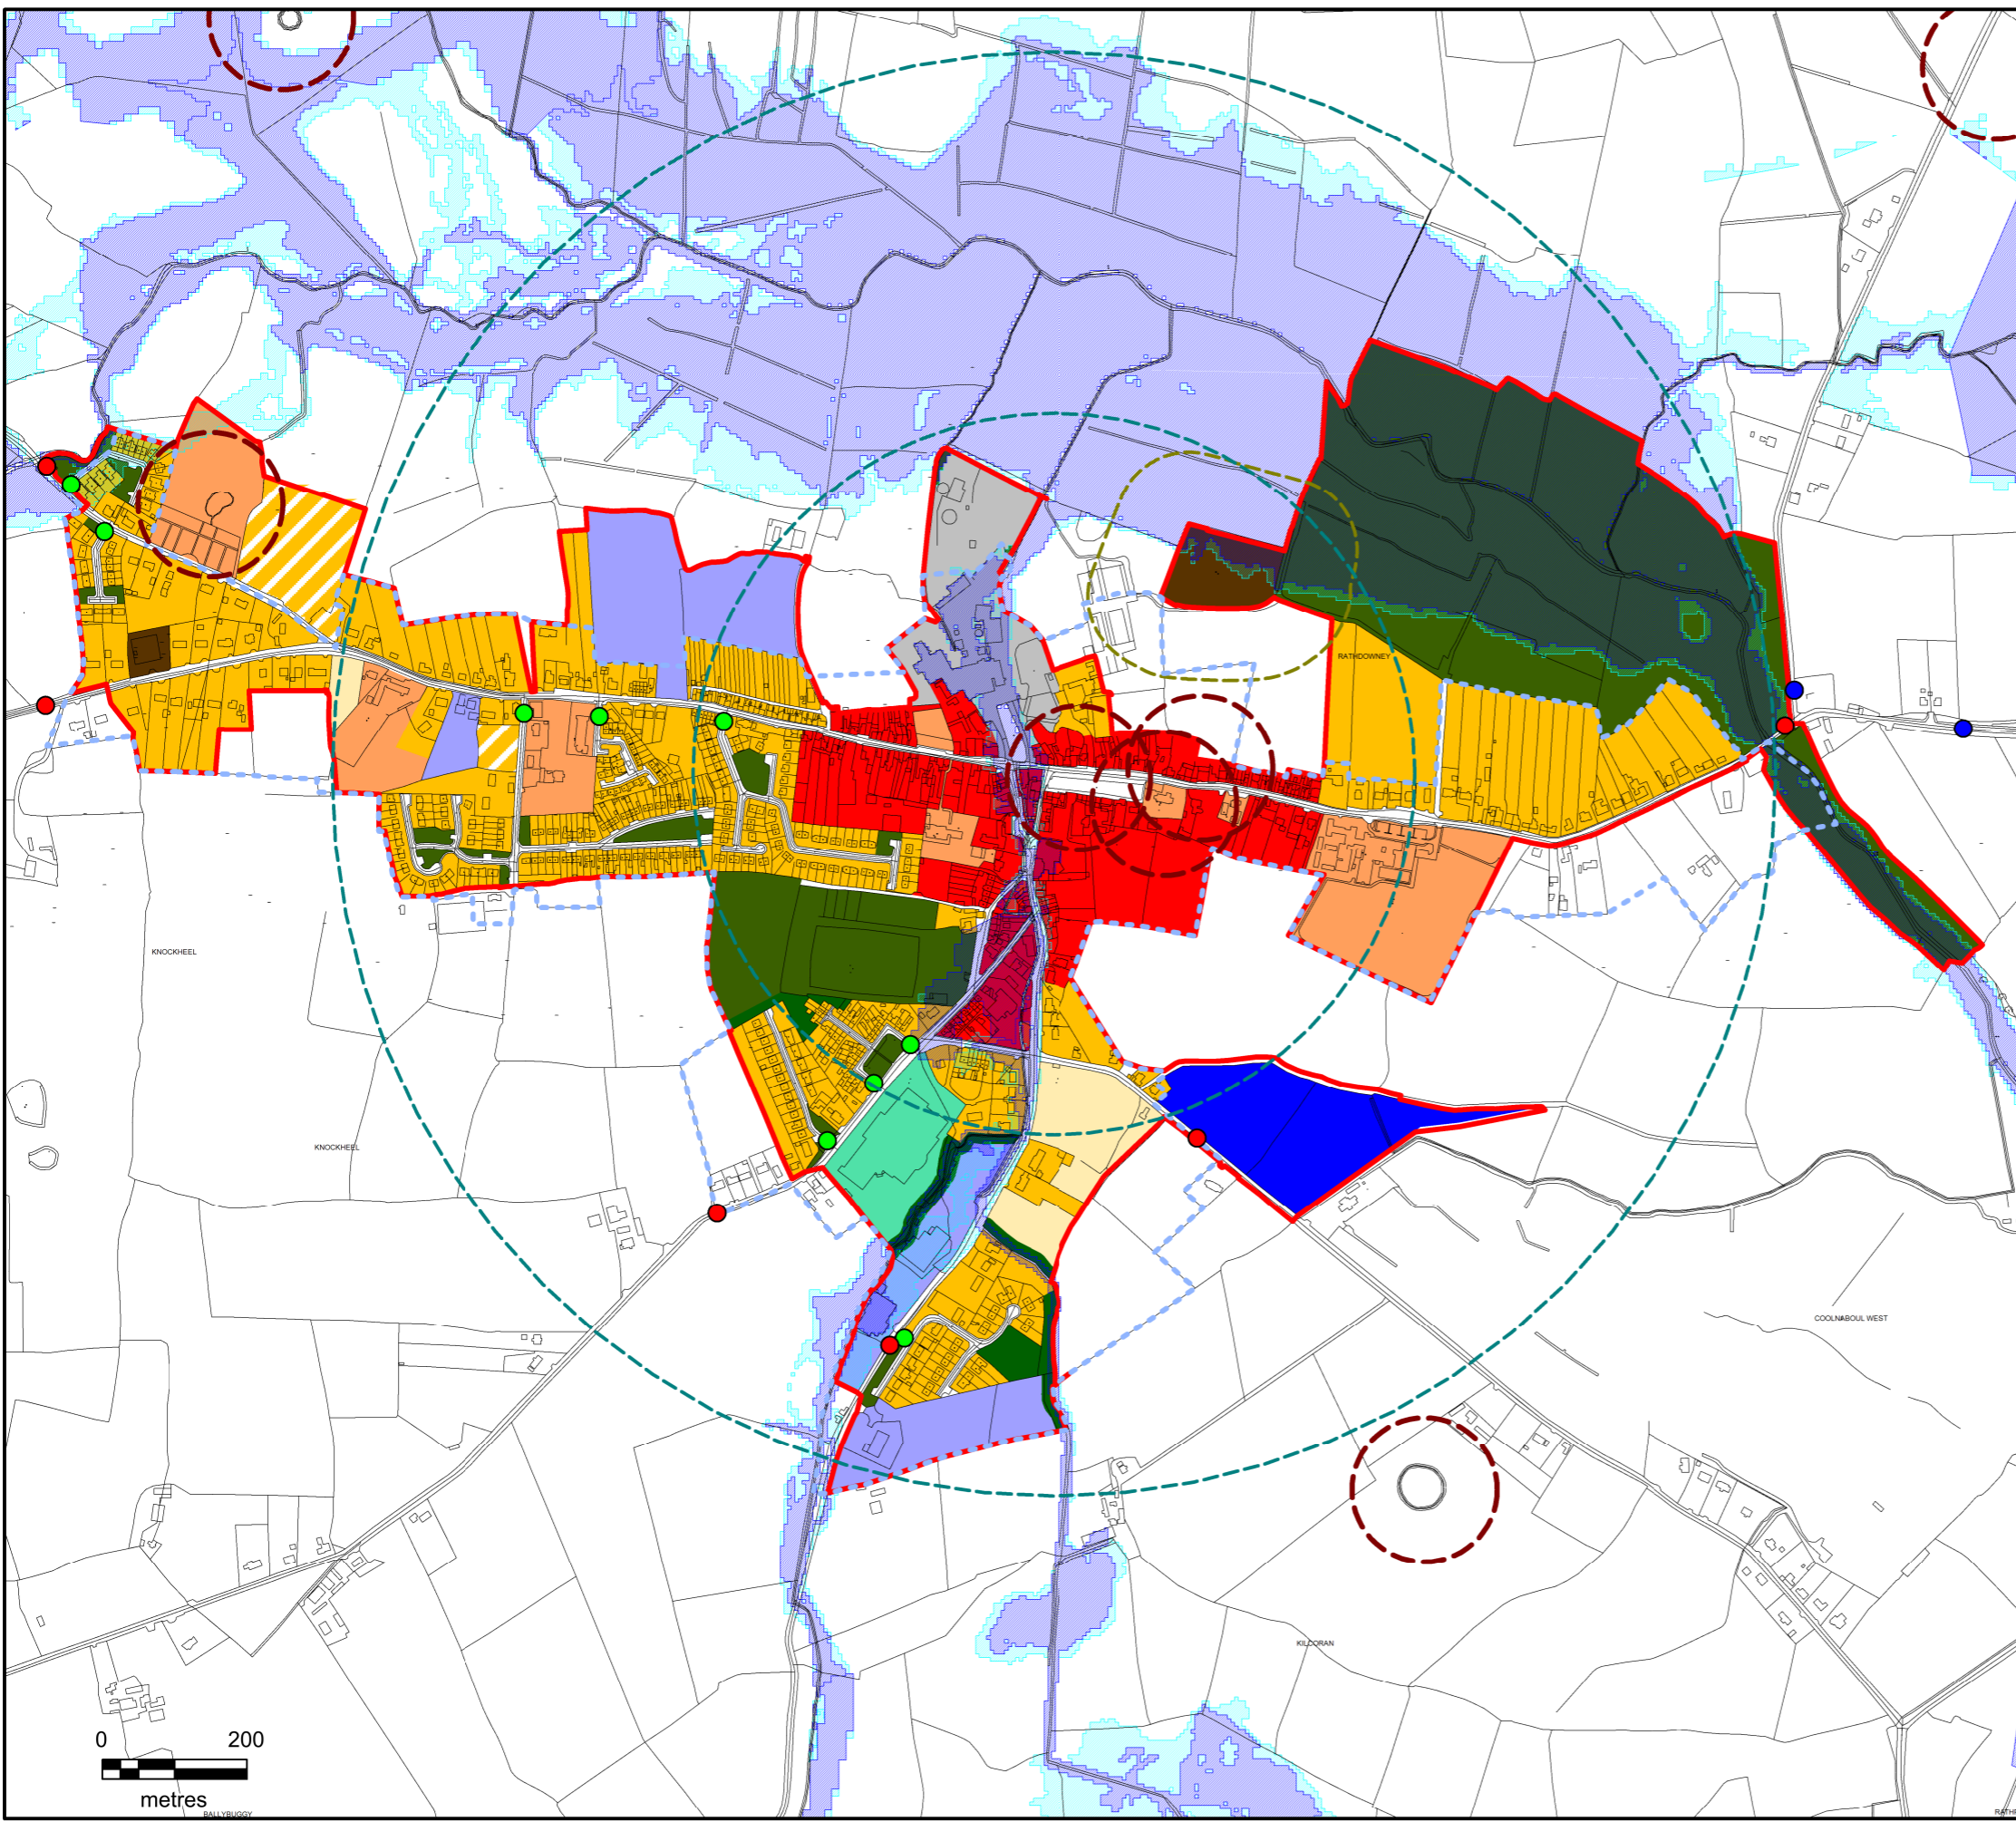 RATHDOWNEY
KNOCKHEEL
KNOCKHEEL
COOLNABOUL WEST
KILCORAN
0 200
metres
BALLYBUGGY